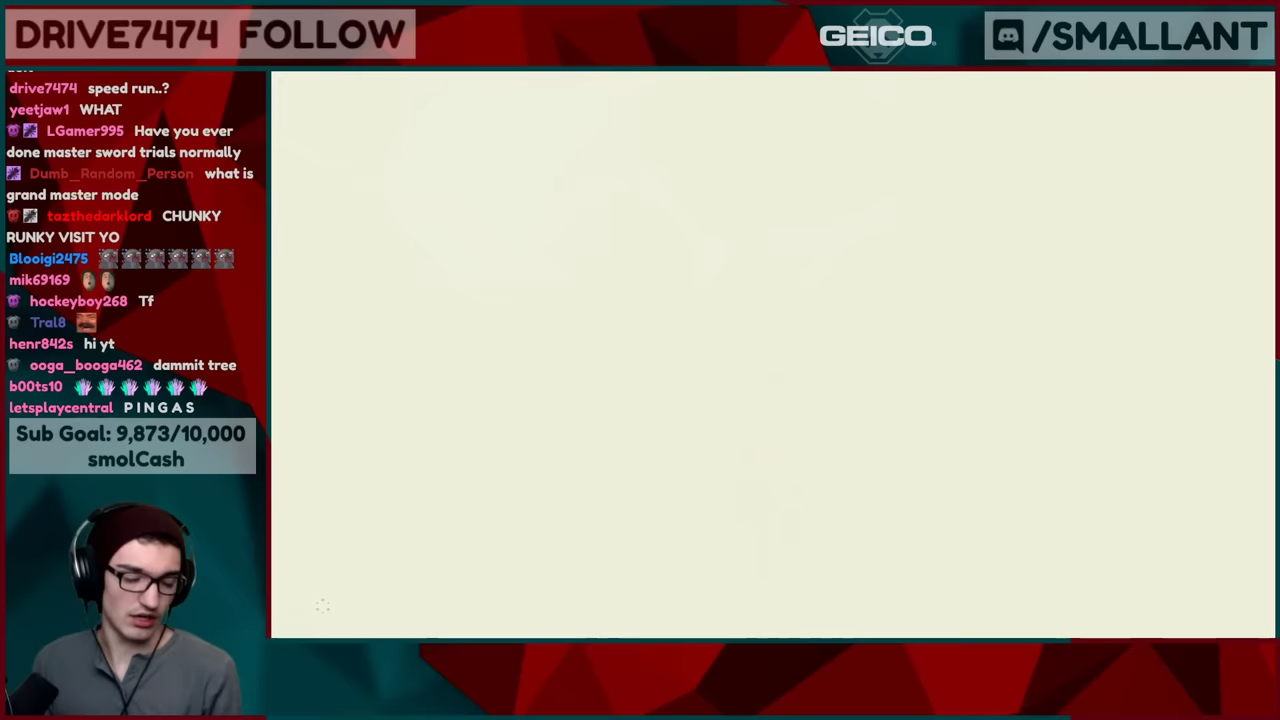 DRIVE7474 FOLLOW
GEICO.
/SMALLANT
drive7474 speed run..?
yeetjaw1 WHAT
LGamer995 Have you ever
done master sword trials normally
Dumb_Random_Person what is
grand master mode
tazthedarklord CHUNKY
RUNKY VISIT YO
Blooigi2475
mik69169
hockeyboy268 Tf
Tral8
henr842s hi yt
ooga_booga462 dammit tree
b00ts10
letsplaycentral P I N G A S
Sub Goal: 9,873/10,000
smolCash